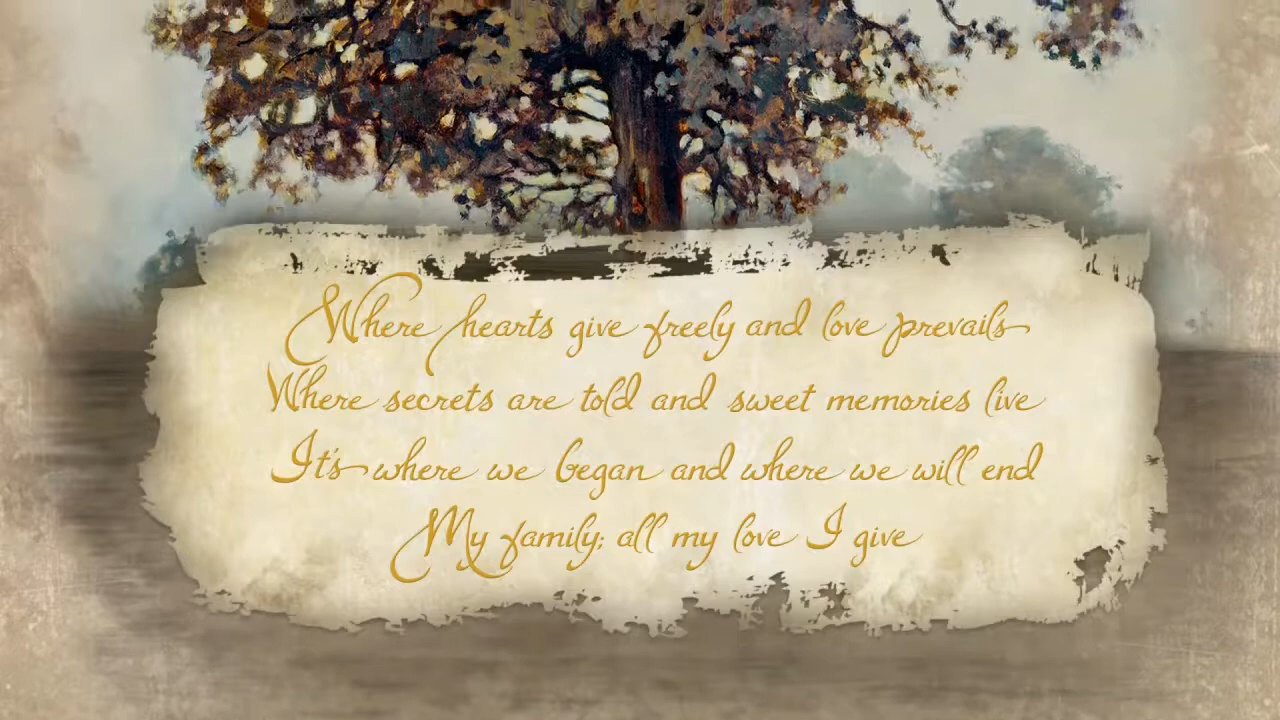 Where hearts give freely and love prevails
Where secrets are told and sweet memories live
It's where we began and where we will end
My family; all my love I give